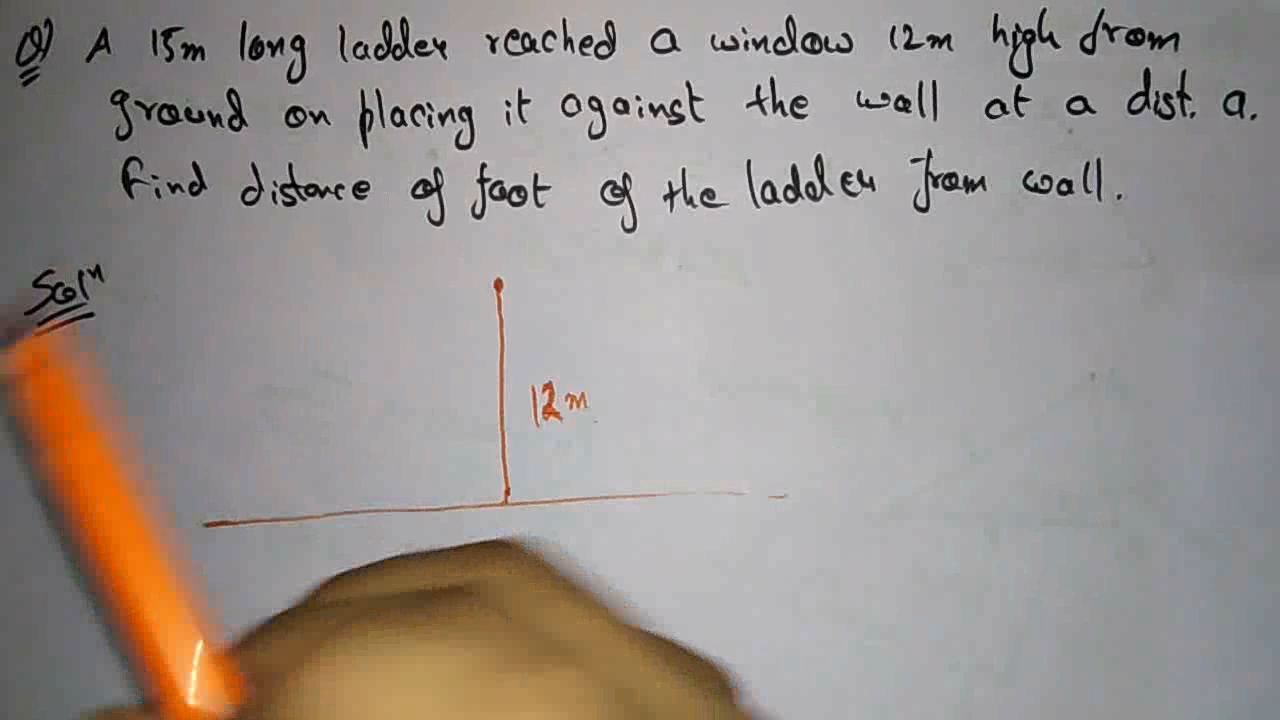 Q) A 15m long ladder reached a window 12m high from
ground on placing it against the wall at a dist. a.
Find distance of foot of the ladder from wall.
Solⁿ
12m